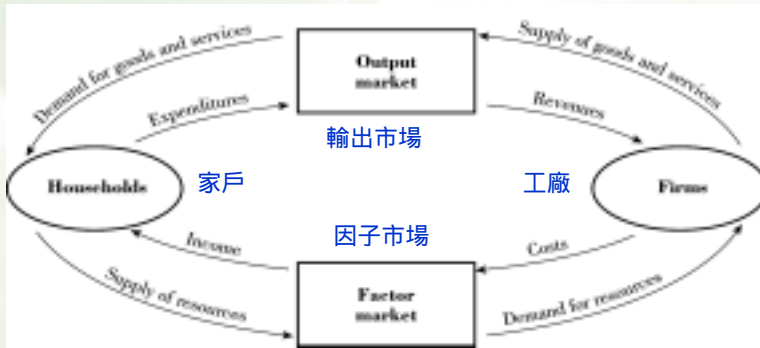 Demand for goods and services
Output
market
Supply of goods and services
Expenditures
Revenues
輸出市場
Households
家戶
工廠
Firms
因子市場
Income
Costs
Supply of resources
Factor
market
Demand for resources